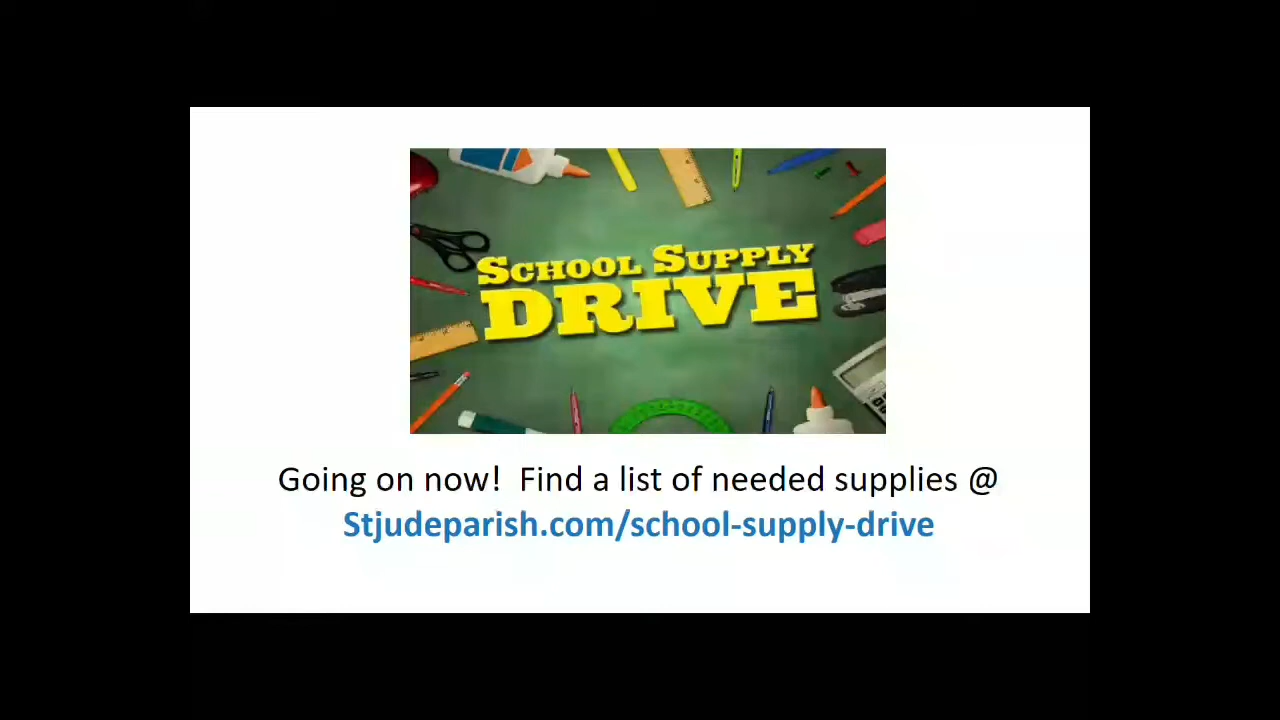 SCHOOL SUPPLY
DRIVE
Going on now!  Find a list of needed supplies @
Stjudeparish.com/school-supply-drive